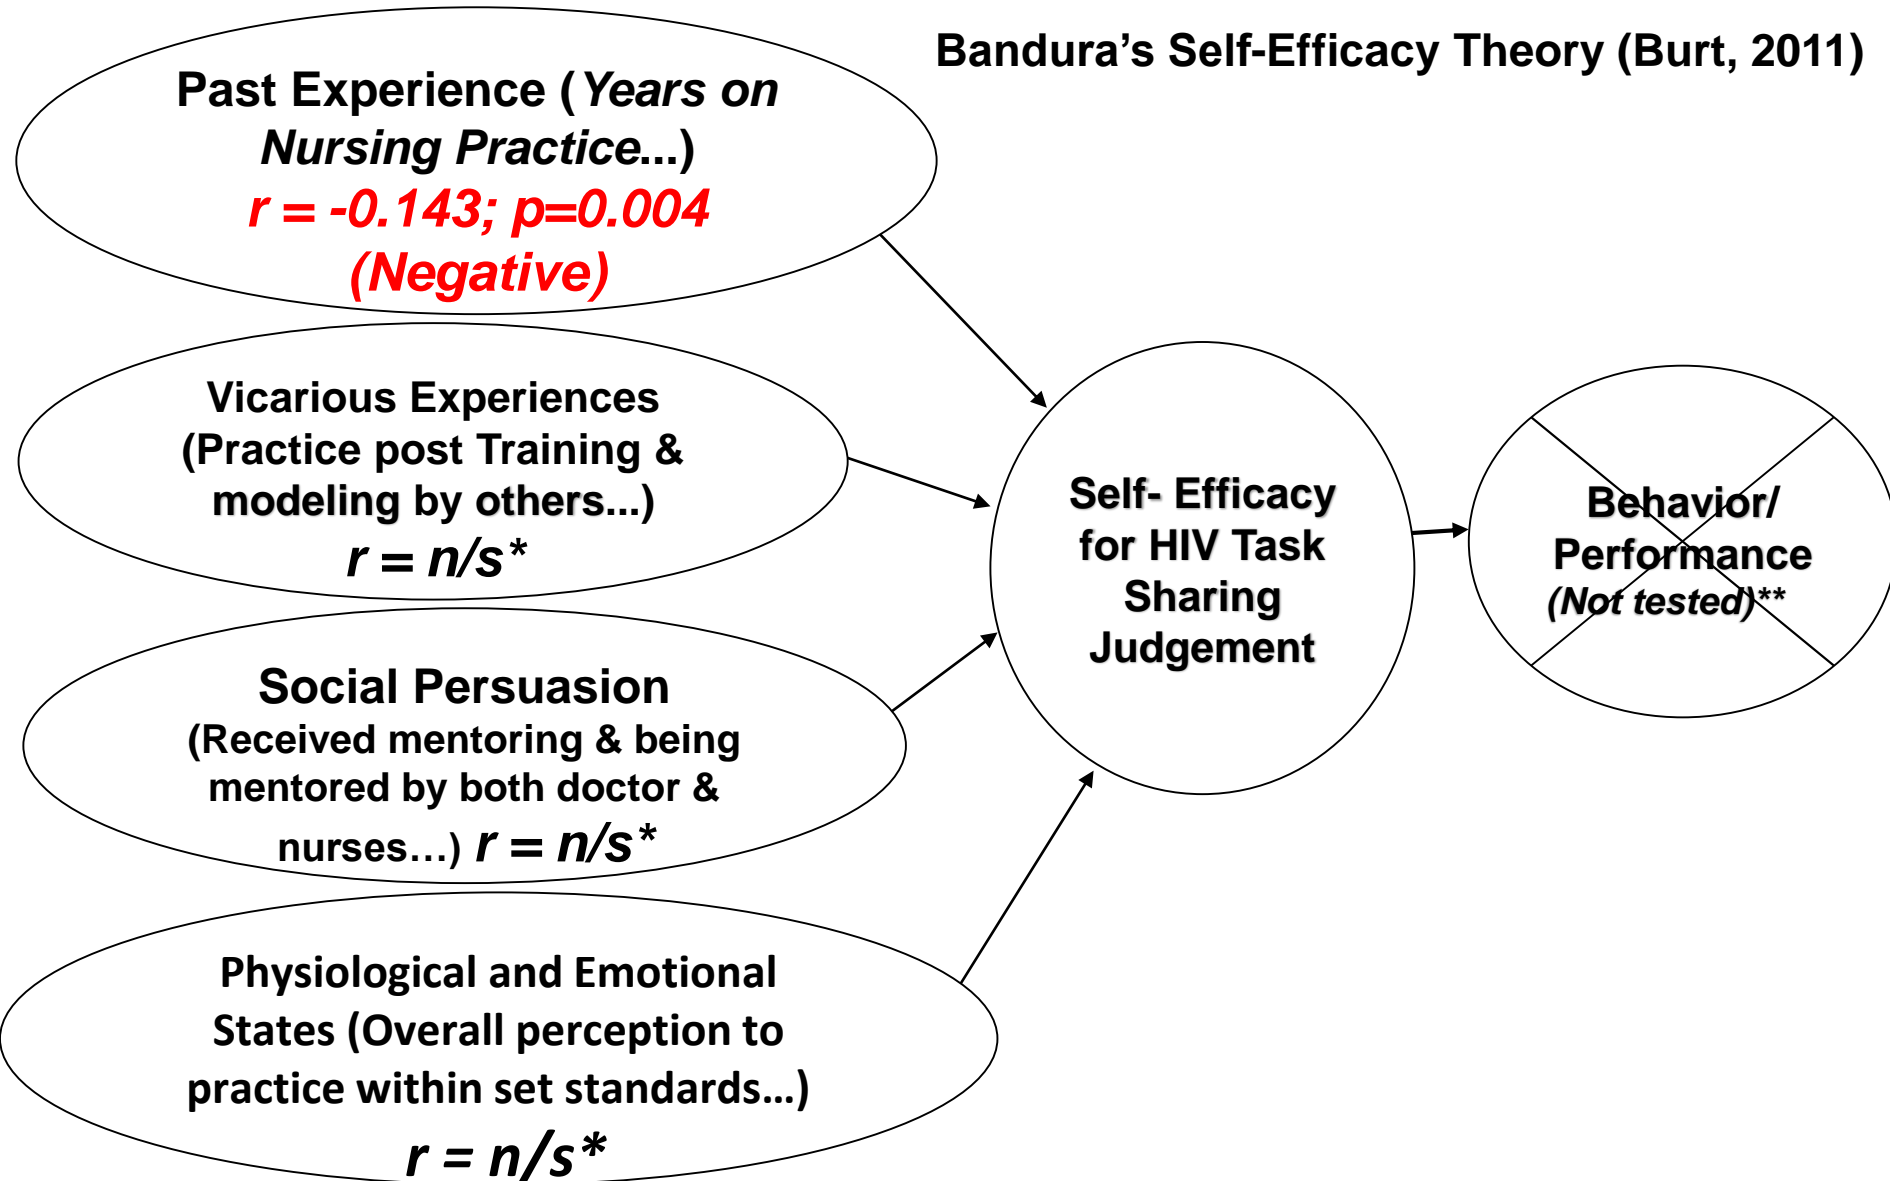 Bandura’s Self-Efficacy Theory (Burt, 2011)
Past Experience (Years on
Nursing Practice...)
r = -0.143; p=0.004
(Negative)
Vicarious Experiences
(Practice post Training &
modeling by others...)
r = n/s*
Social Persuasion
(Received mentoring & being
mentored by both doctor &
nurses…) r = n/s*
Physiological and Emotional
States (Overall perception to
practice within set standards…)
r = n/s*
Self- Efficacy
for HIV Task
Sharing
Judgement
Behavior/
Performance
(Not tested)**